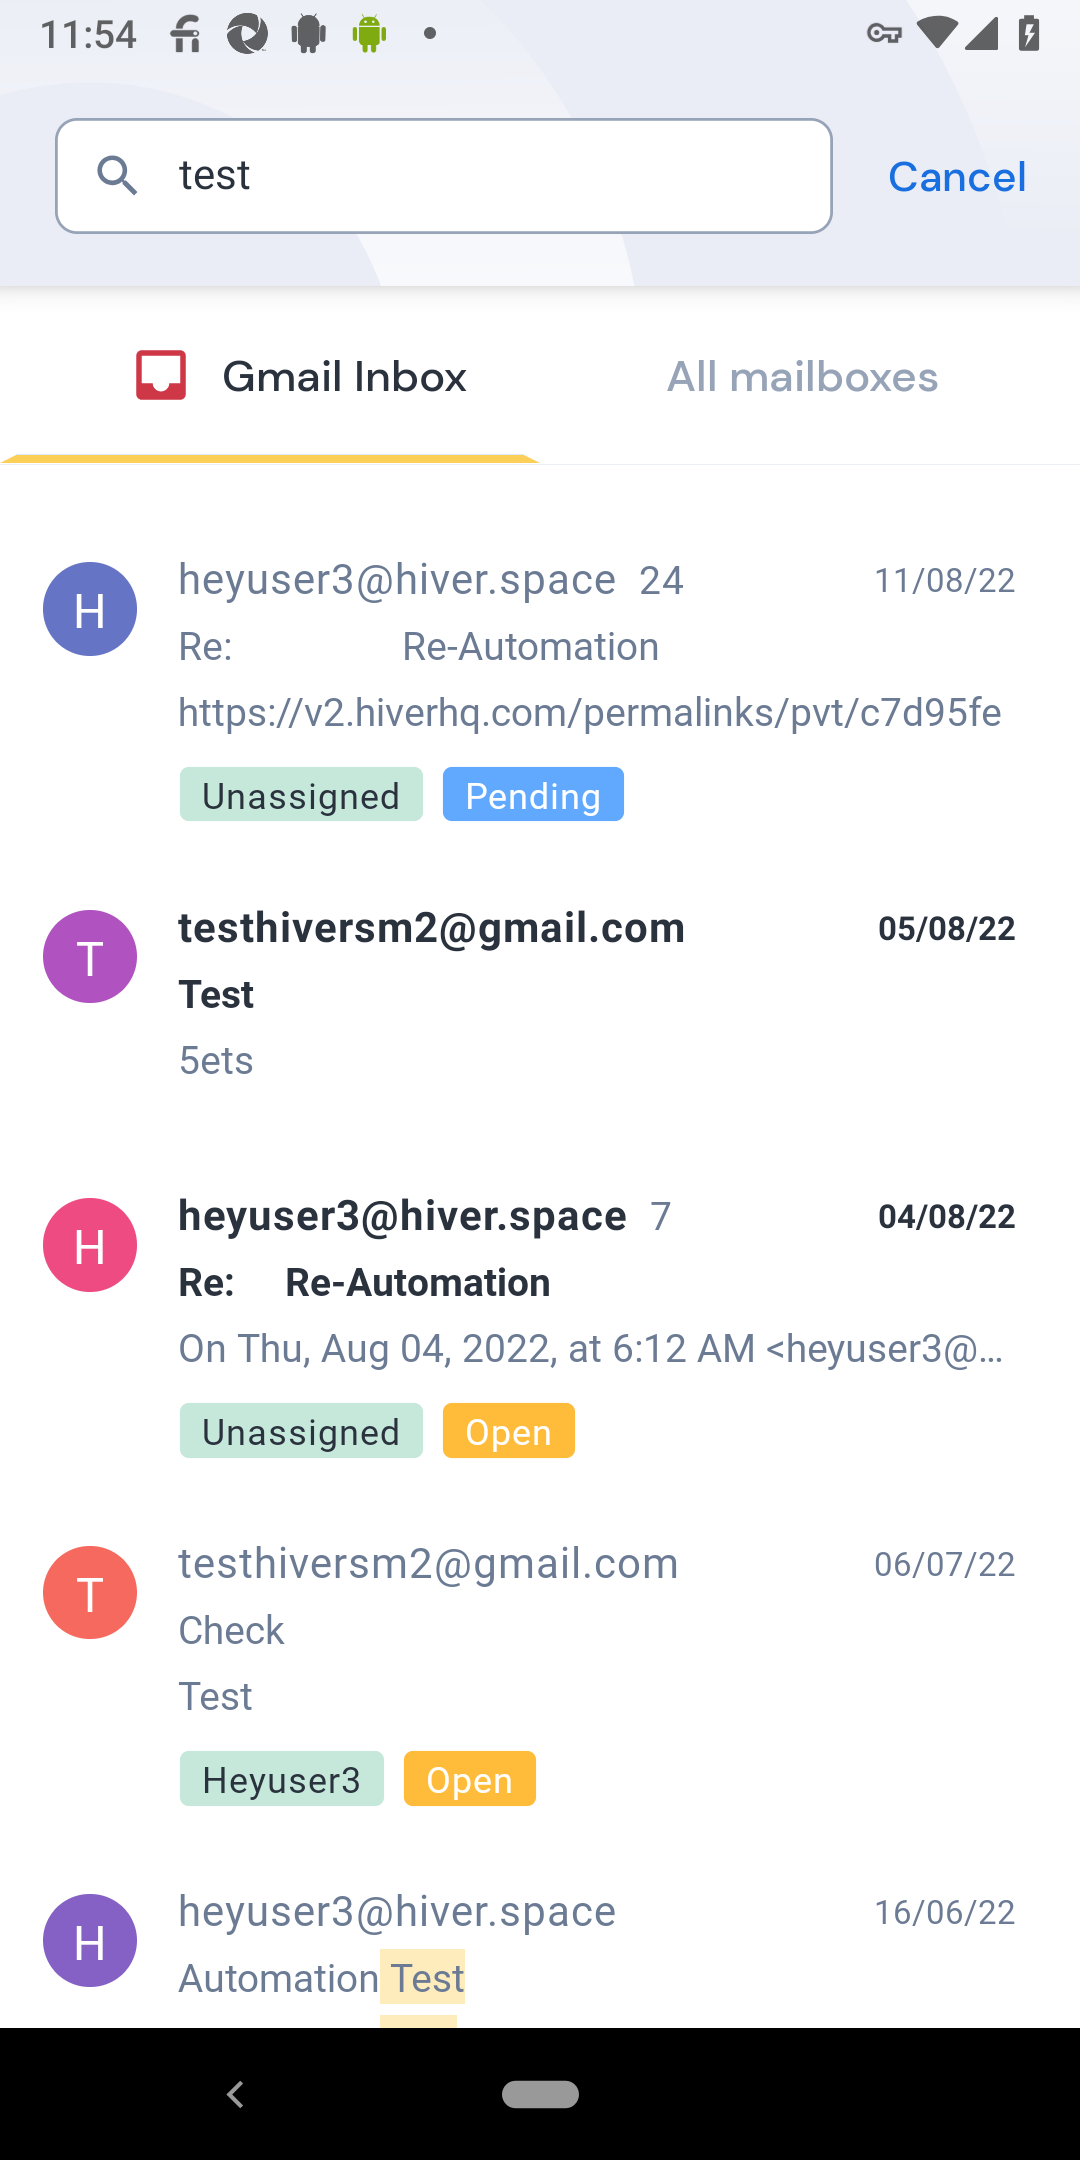 11:54
test
Cancel
Gmail Inbox
All mailboxes
H
heyuser3@hiver.space 24
11/08/22
Re: Re-Automation
https://v2.hiverhq.com/permalinks/pvt/c7d95fe
Unassigned Pending
T
testhiversm2@gmail.com
05/08/22
Test
5ets
H
heyuser3@hiver.space 7
04/08/22
Re: Re-Automation
On Thu, Aug 04, 2022, at 6:12 AM <heyuser3@...
Unassigned Open
T
testhiversm2@gmail.com
06/07/22
Check
Test
Heyuser3 Open
H
heyuser3@hiver.space
16/06/22
Automation Test